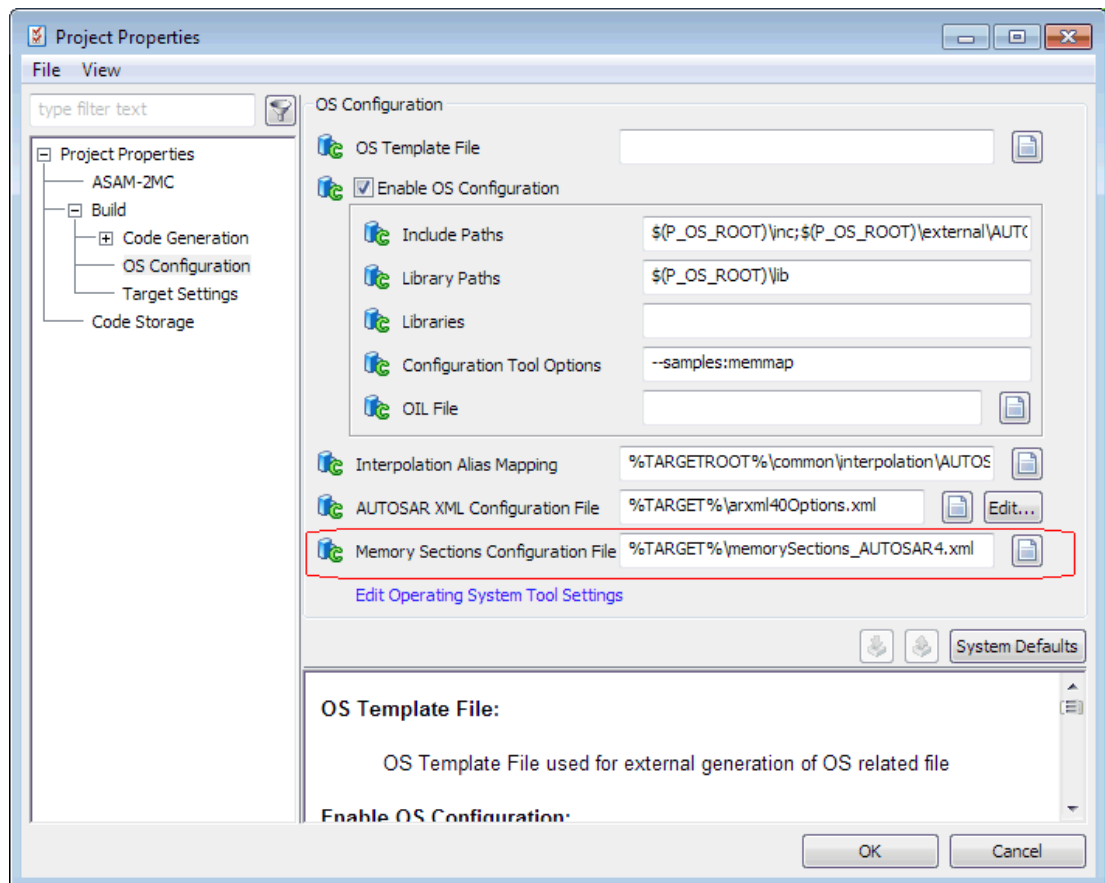 Project Properties
File View
type filter text
Project Properties
ASAM-2MC
Build
Code Generation
OS Configuration
Target Settings
Code Storage
OS Configuration
OS Template File
Enable OS Configuration
Include Paths $(P_OS_ROOT)\inc;$(P_OS_ROOT)\external\AUT
Library Paths $(P_OS_ROOT)\lib
Libraries
Configuration Tool Options --samples:memmap
OIL File
Interpolation Alias Mapping %TARGETROOT%\common\interpolation\AUTOS
AUTOSAR XML Configuration File %TARGET%\arxml40Options.xml Edit...
Memory Sections Configuration File %TARGET%\memorySections_AUTOSAR4.xml
Edit Operating System Tool Settings
System Defaults
OS Template File:
OS Template File used for external generation of OS related file
Enable OS Configuration:
OK Cancel